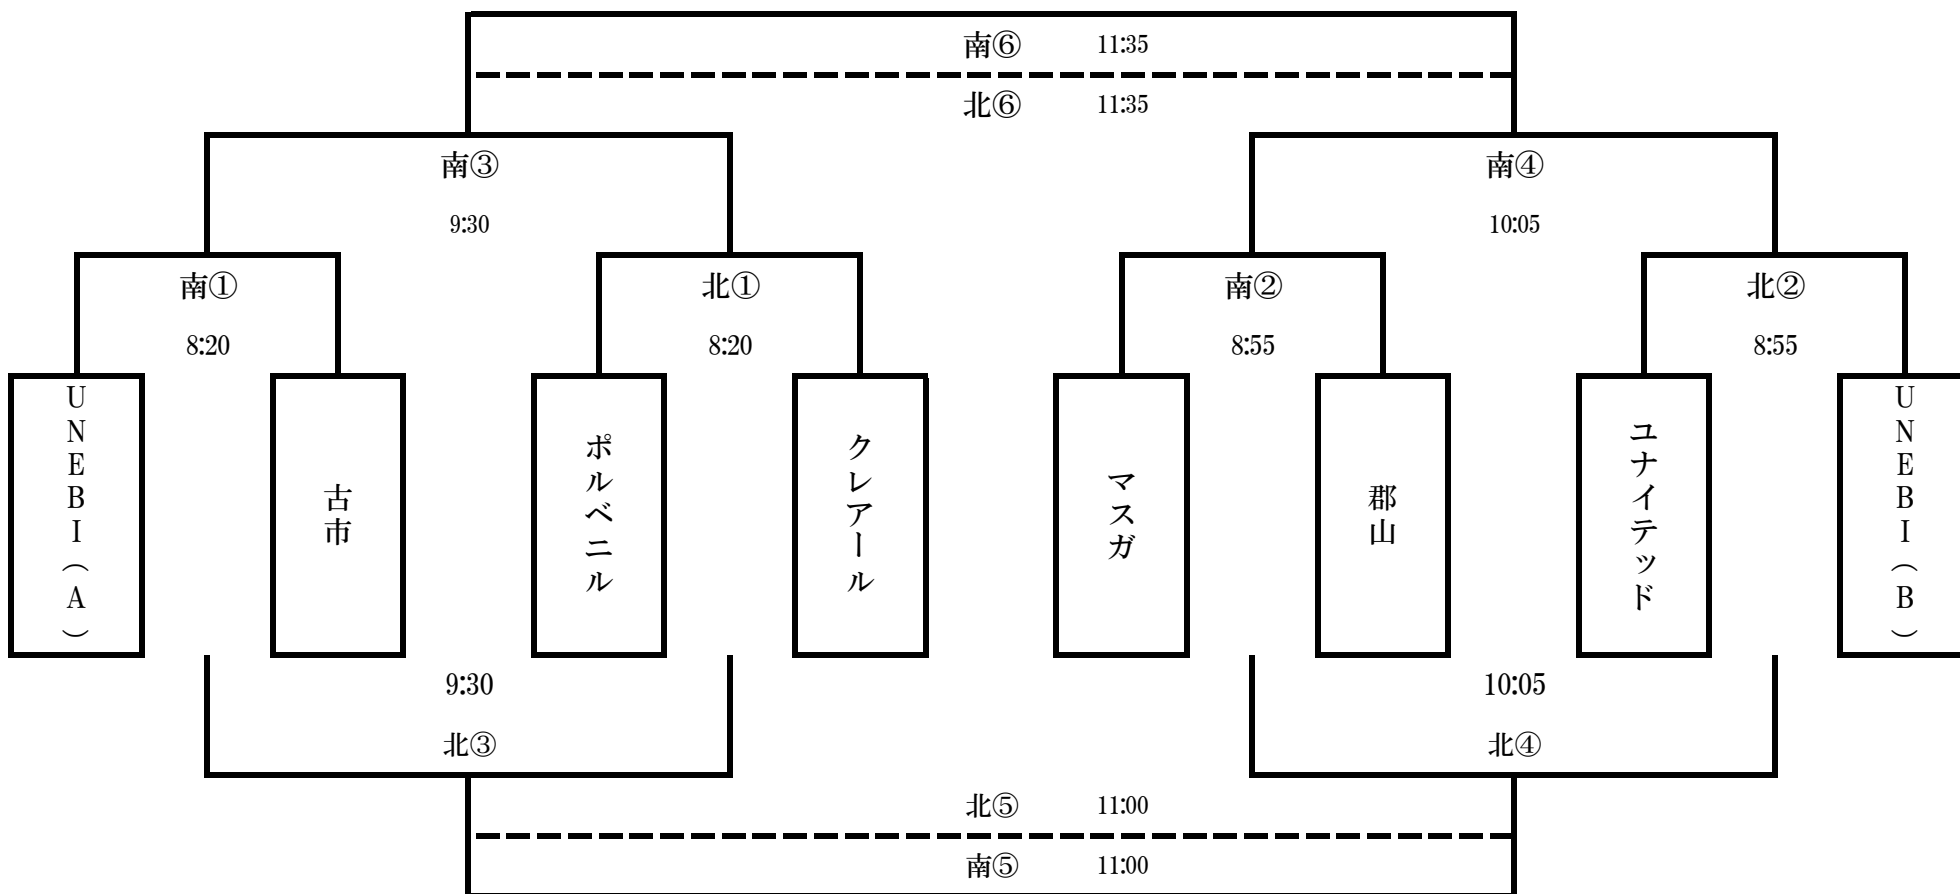 南⑥ 11:35
北⑥ 11:35
南③
南④
9:30
10:05
南①
北①
南②
北②
8:20
8:20
8:55
8:55
UNEBI(A)
古市
ポルベニル
クレアール
マスガ
郡山
ユナイテッド
UNEBI(B)
9:30
10:05
北③
北④
北⑤ 11:00
南⑤ 11:00